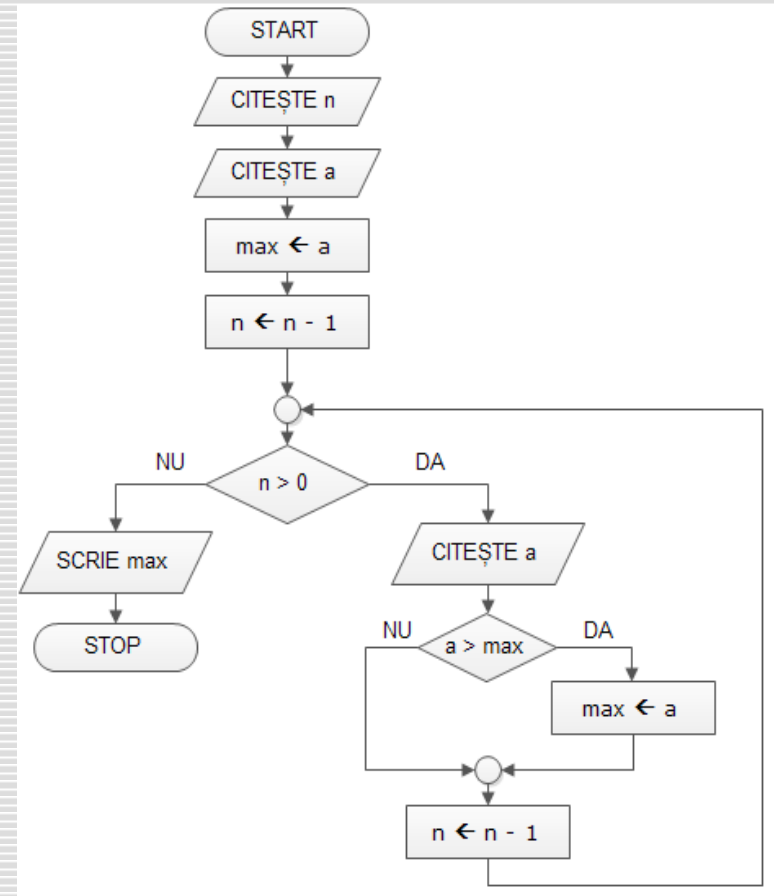 START
CITEȘTE n
CITEȘTE a
max ← a
n ← n - 1
NU
n > 0
DA
SCRIE max
STOP
CITEȘTE a
NU
a > max
DA
max ← a
n ← n - 1